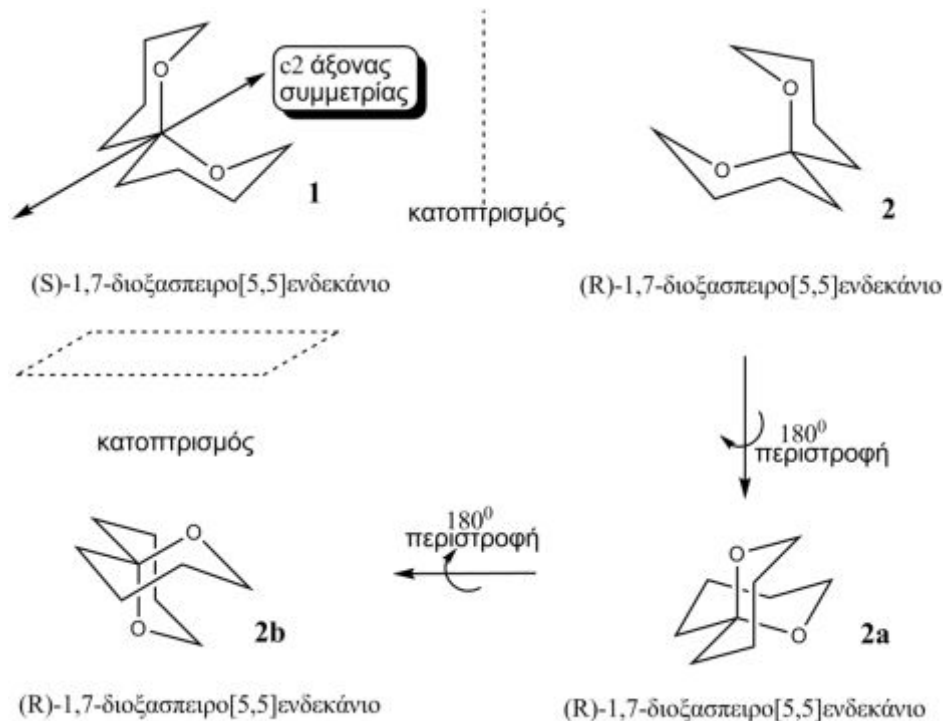 O
c2 άξονας
συμμετρίας
O
1
O
O
2
κατοπτρισμός
(S)-1,7-διοξασπειρο[5,5]ενδεκάνιο
(R)-1,7-διοξασπειρο[5,5]ενδεκάνιο
κατοπτρισμός
180⁰
περιστροφή
O
O
2b
180⁰
περιστροφή
O
O
2a
(R)-1,7-διοξασπειρο[5,5]ενδεκάνιο
(R)-1,7-διοξασπειρο[5,5]ενδεκάνιο